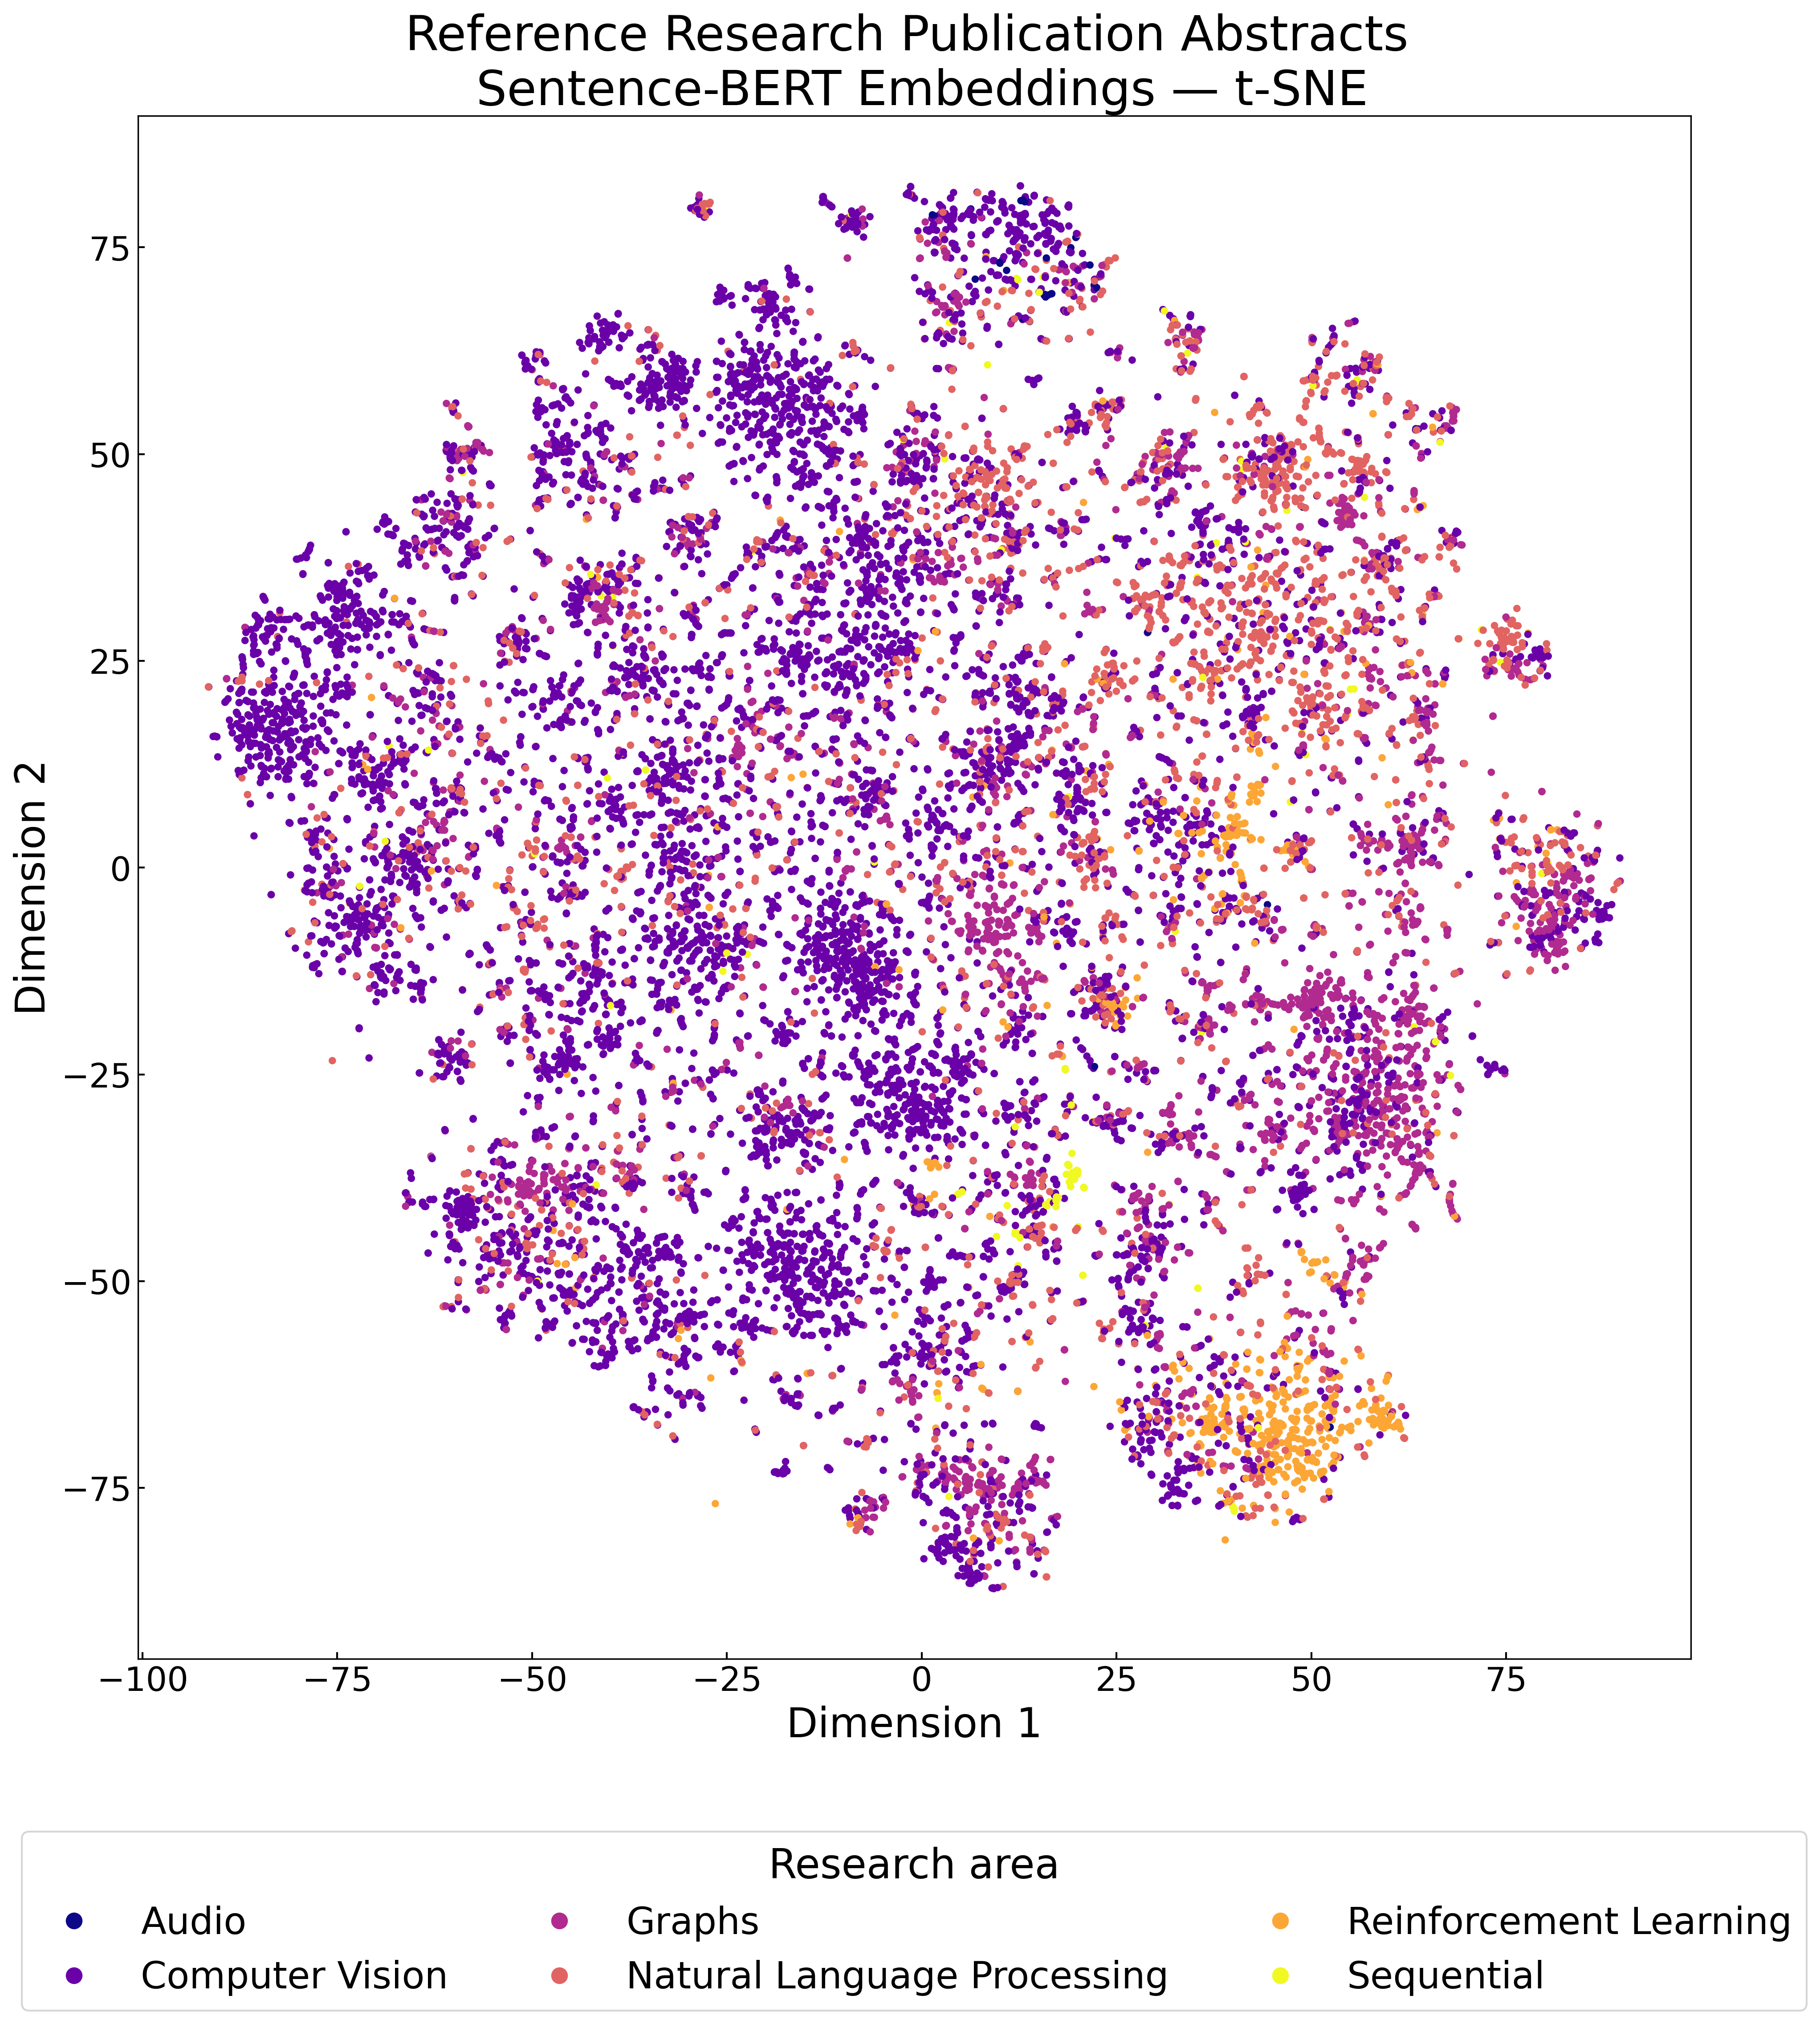 Reference Research Publication Abstracts
Sentence-BERT Embeddings — t-SNE
Dimension 2
75
50
25
0
−25
−50
−75
−100
−75
−50
−25
0
25
50
75
Dimension 1
Research area
Audio
Graphs
Reinforcement Learning
Computer Vision
Natural Language Processing
Sequential